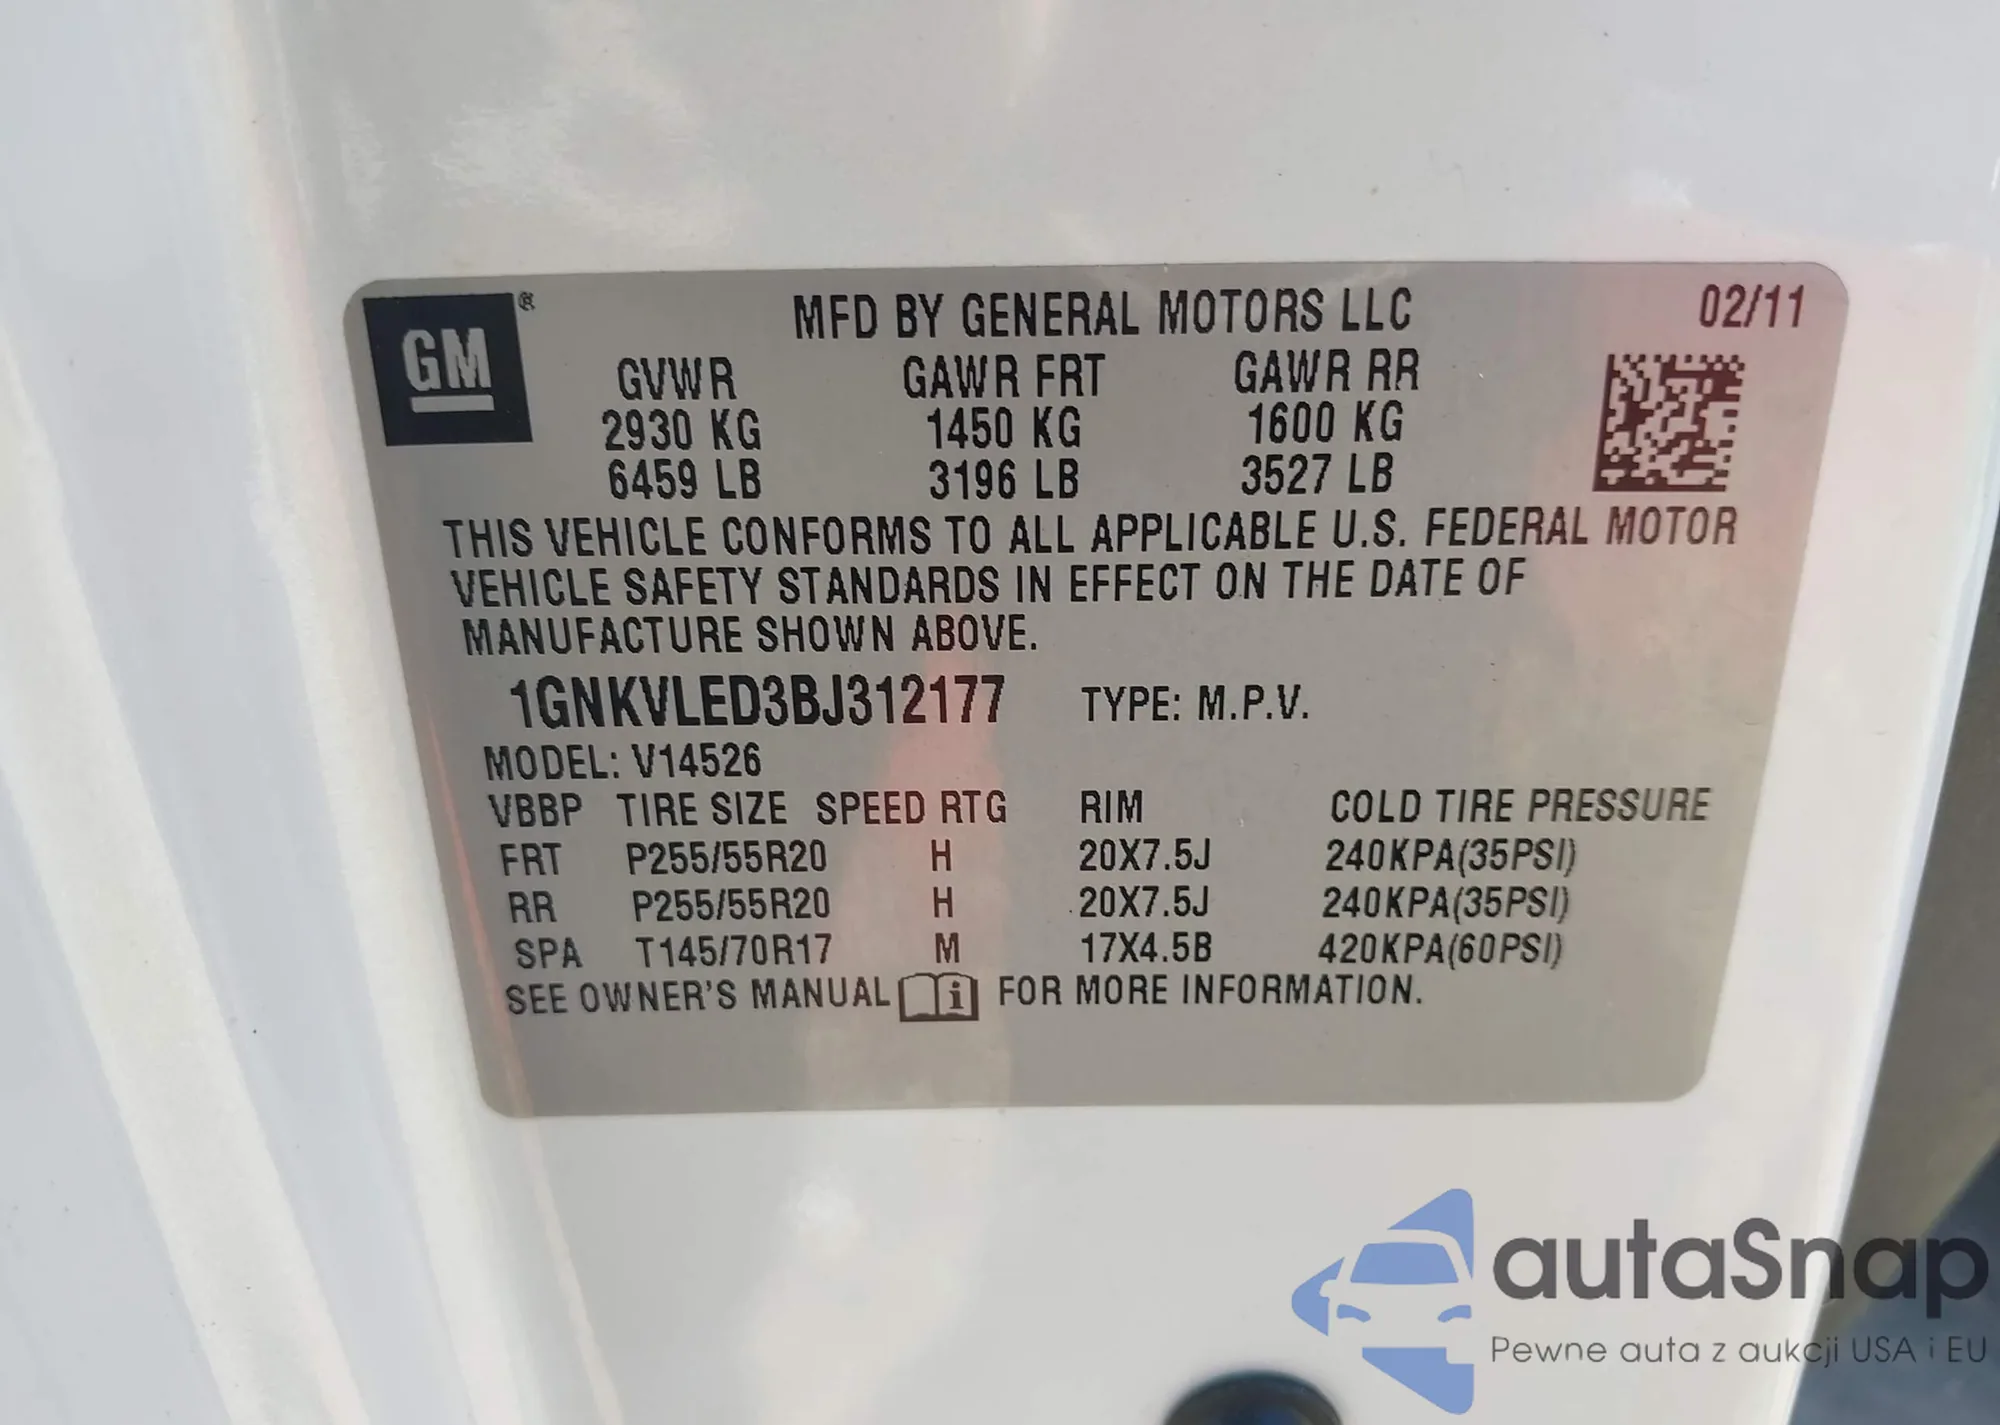 GM ®
MFD BY GENERAL MOTORS LLC 02/11
GVWR GAWR FRT GAWR RR
2930 KG 1450 KG 1600 KG
6459 LB 3196 LB 3527 LB
THIS VEHICLE CONFORMS TO ALL APPLICABLE U.S. FEDERAL MOTOR
VEHICLE SAFETY STANDARDS IN EFFECT ON THE DATE OF
MANUFACTURE SHOWN ABOVE.
1GNKVLED3BJ312177 TYPE: M.P.V.
MODEL: V14526
VBBP TIRE SIZE SPEED RTG RIM COLD TIRE PRESSURE
FRT P255/55R20 H 20X7.5J 240KPA(35PSI)
RR P255/55R20 H 20X7.5J 240KPA(35PSI)
SPA T145/70R17 M 17X4.5B 420KPA(60PSI)
SEE OWNER'S MANUAL i FOR MORE INFORMATION.
autaSnap
Pewne auta z aukcji USA i EU